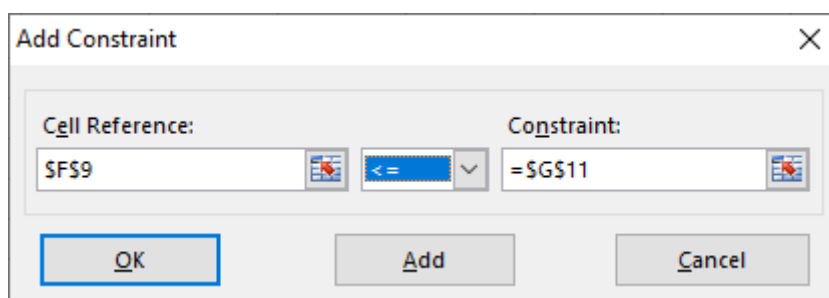 Add Constraint
Cell Reference: Constraint:
$F$9 <= =$G$11
OK Add Cancel